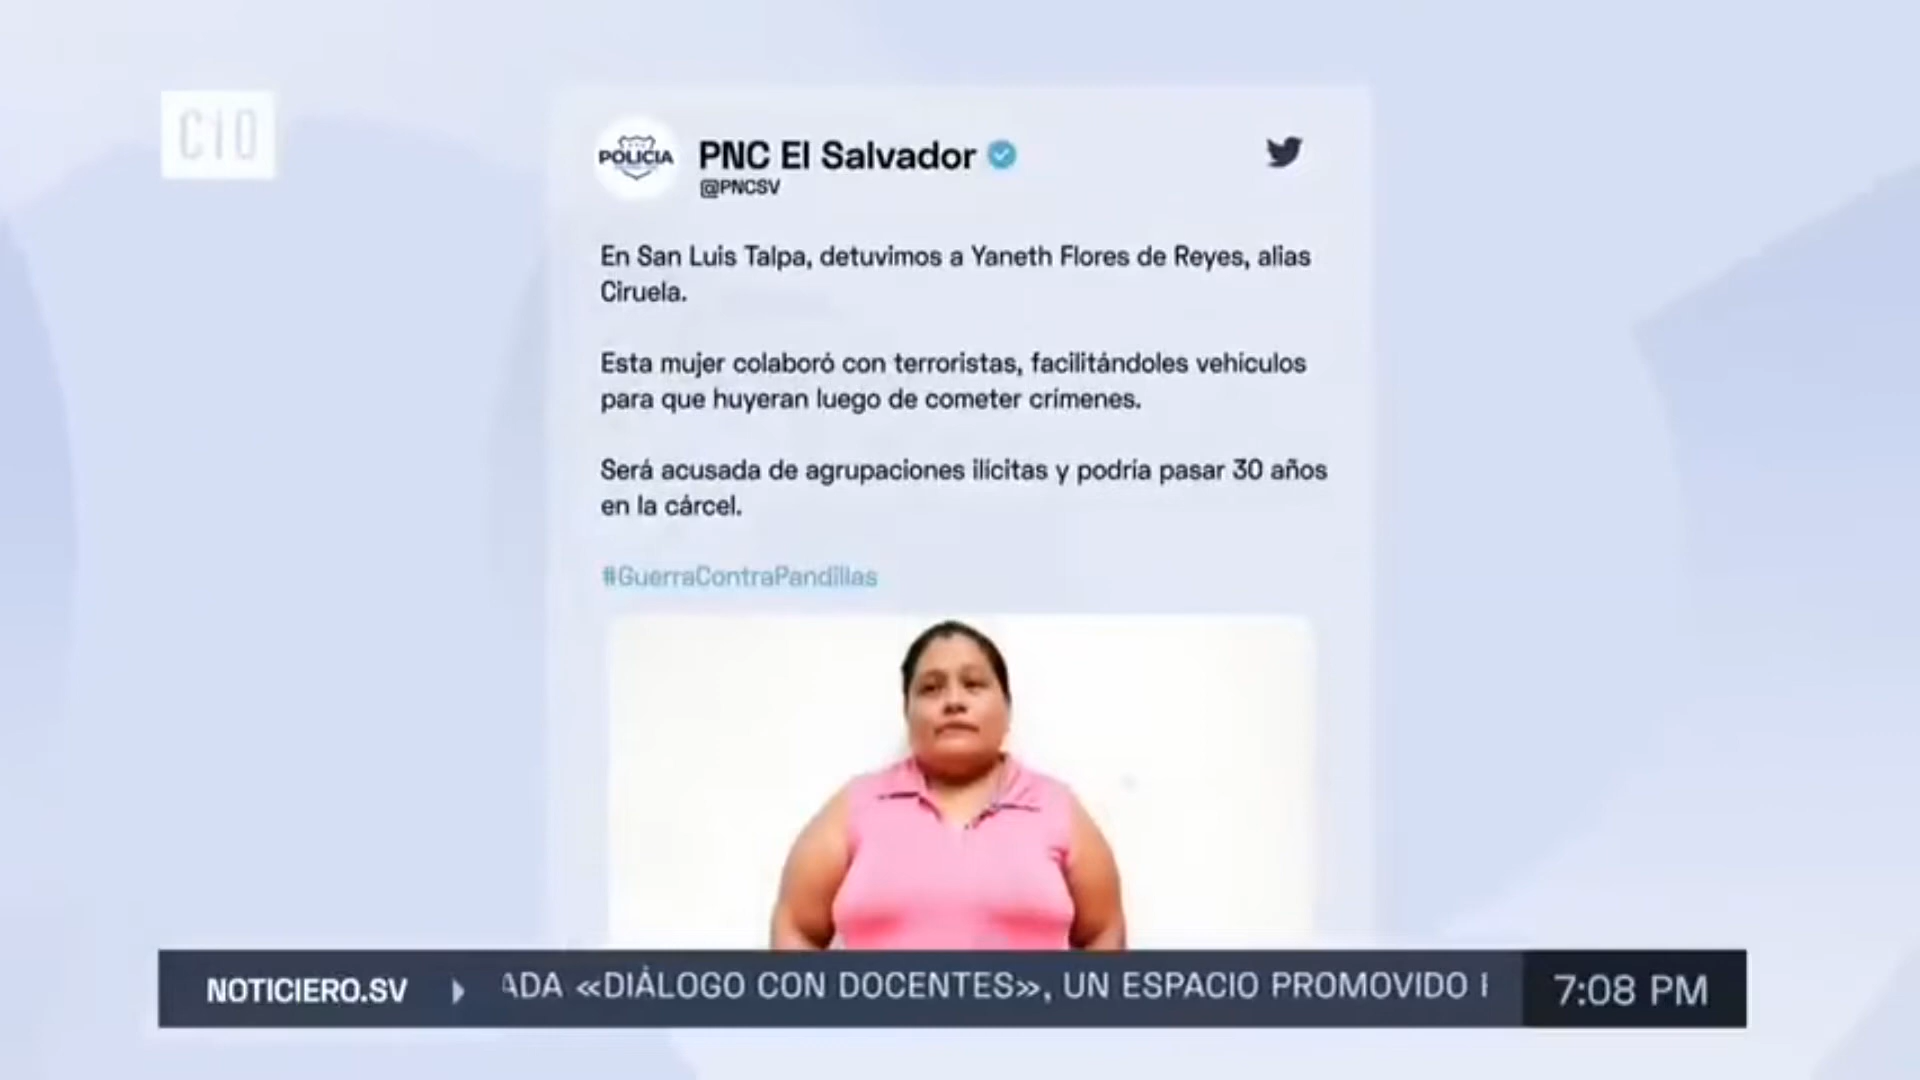 C10
POLICIA
PNC El Salvador
@PNCSV
En San Luis Talpa, detuvimos a Yaneth Flores de Reyes, alias
Ciruela.
Esta mujer colaboró con terroristas, facilitándoles vehículos
para que huyeran luego de cometer crímenes.
Será acusada de agrupaciones ilícitas y podría pasar 30 años
en la cárcel.
#GuerraContraPandillas
NOTICIERO.SV
ADA «DIÁLOGO CON DOCENTES», UN ESPACIO PROMOVIDO
7:08 PM